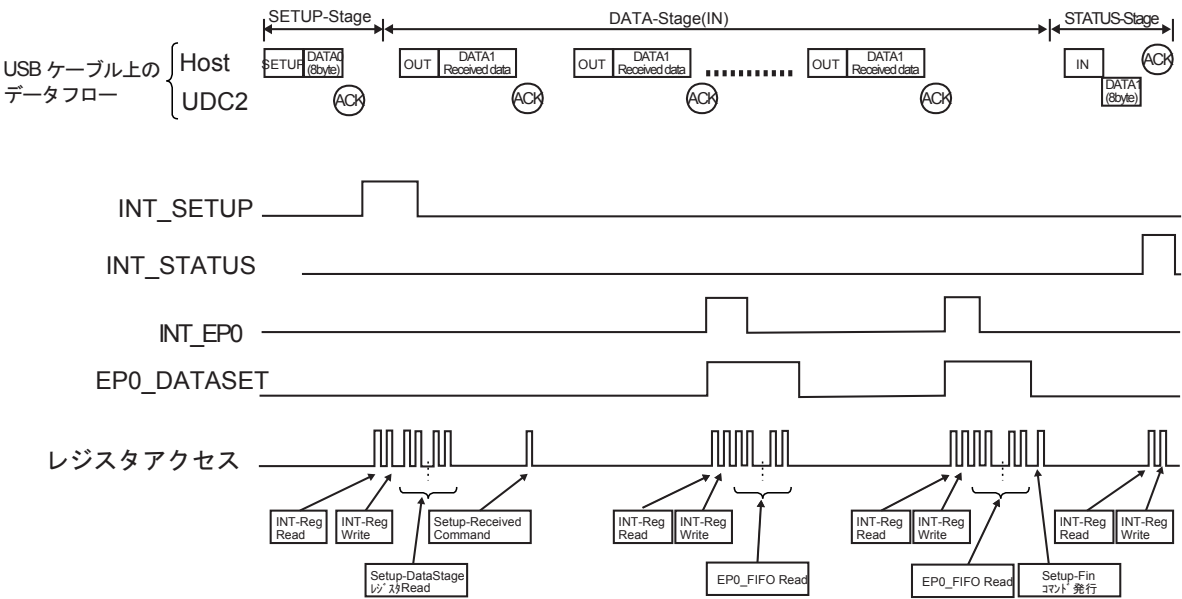 SETUP-Stage
DATA-Stage(IN)
STATUS-Stage
USB ケーブル上の
データフロー
Host
UDC2
SETUP
DATA0
(8byte)
ACK
OUT
DATA1
Received data
ACK
OUT
DATA1
Received data
ACK
OUT
DATA1
Received data
ACK
IN
DATA1
(8byte)
ACK
INT_SETUP
INT_STATUS
INT_EP0
EP0_DATASET
レジスタアクセス
INT-Reg
Read
INT-Reg
Write
Setup-DataStage
レジスタRead
Setup-Received
Command
INT-Reg
Read
INT-Reg
Write
EP0_FIFO Read
INT-Reg
Read
INT-Reg
Write
EP0_FIFO Read
Setup-Fin
コマンド発行
INT-Reg
Read
INT-Reg
Write